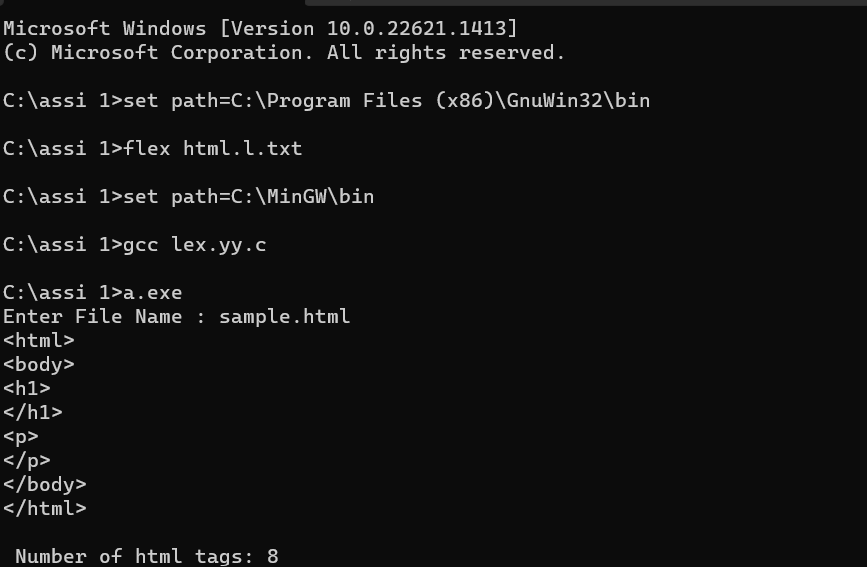 Microsoft Windows [Version 10.0.22621.1413]
(c) Microsoft Corporation. All rights reserved.
C:\assi 1>set path=C:\Program Files (x86)\GnuWin32\bin
C:\assi 1>flex html.l.txt
C:\assi 1>set path=C:\MinGW\bin
C:\assi 1>gcc lex.yy.c
C:\assi 1>a.exe
Enter File Name : sample.html
<html>
<body>
<h1>
</h1>
<p>
</p>
</body>
</html>
Number of html tags: 8